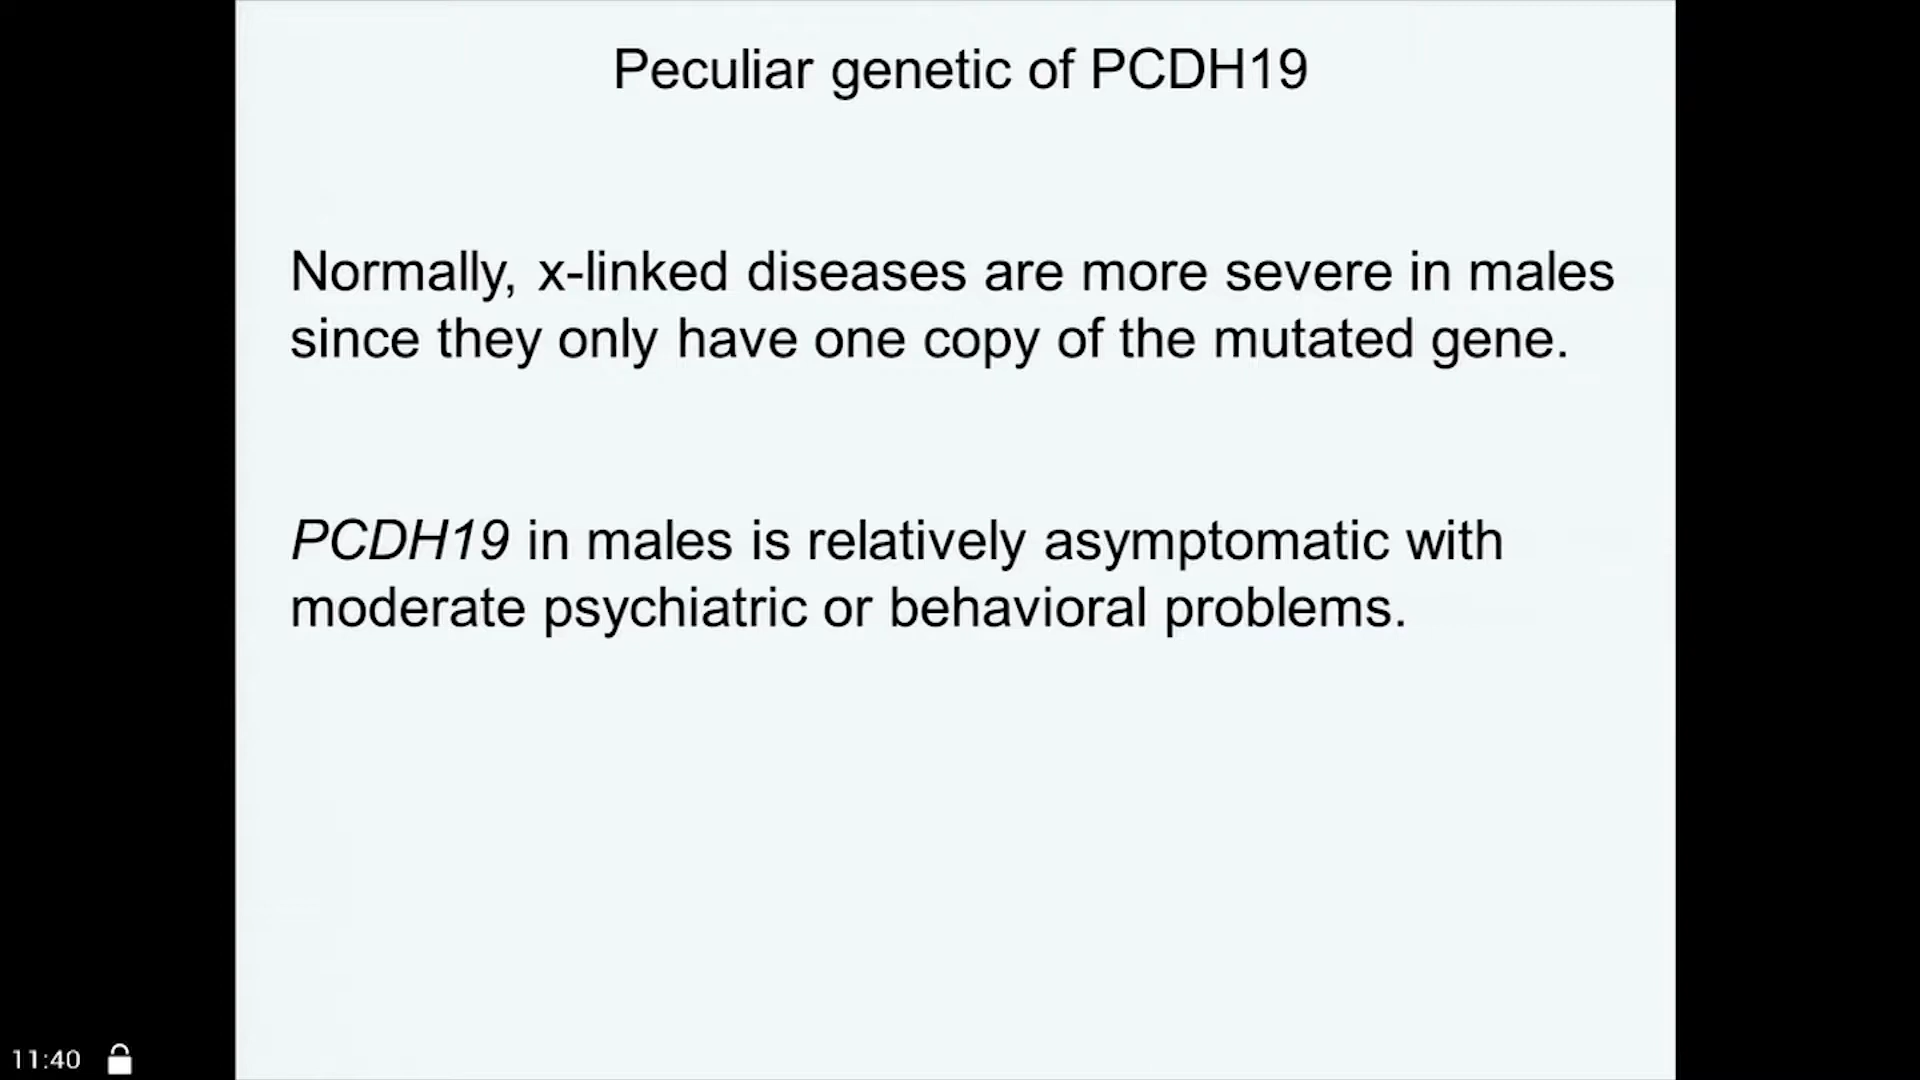 Peculiar genetic of PCDH19
Normally, x-linked diseases are more severe in males
since they only have one copy of the mutated gene.
PCDH19 in males is relatively asymptomatic with
moderate psychiatric or behavioral problems.
11:40